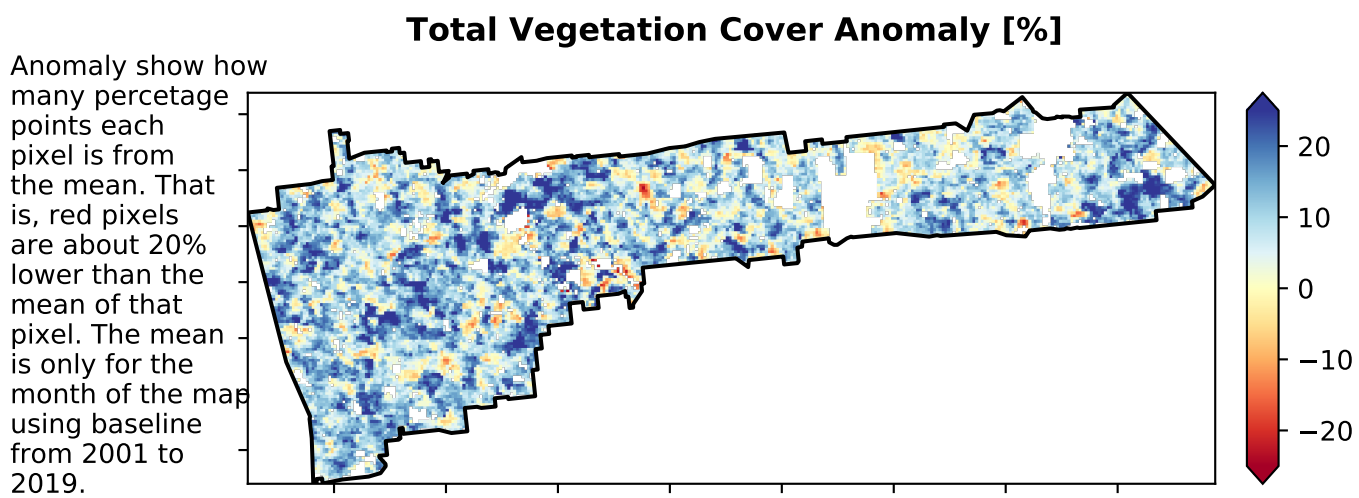 Total Vegetation Cover Anomaly [%]
Anomaly show how
many percetage
points each
pixel is from
the mean. That
is, red pixels
are about 20%
lower than the
mean of that
pixel. The mean
is only for the
month of the map
using baseline
from 2001 to
2019.
20
10
0
−10
−20